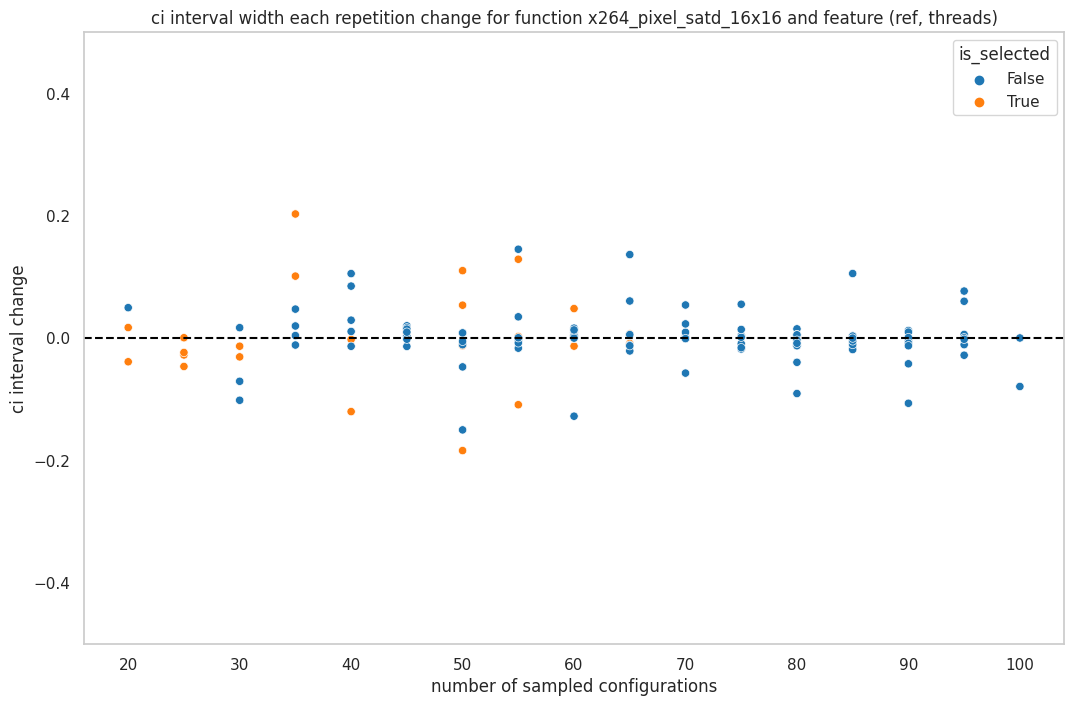 ci interval width each repetition change for function x264_pixel_satd_16x16 and feature (ref, threads)
is_selected
False
True
ci interval change
0.4
0.2
0.0
−0.2
−0.4
20 30 40 50 60 70 80 90 100
number of sampled configurations